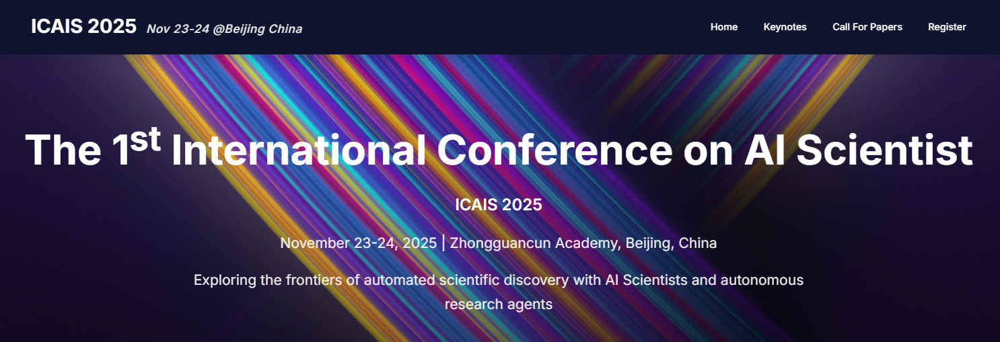 ICAIS 2025 Nov 23-24 @Beijing China Home Keynotes Call For Papers Register
The 1st International Conference on AI Scientist
ICAIS 2025
November 23-24, 2025 | Zhongguancun Academy, Beijing, China
Exploring the frontiers of automated scientific discovery with AI Scientists and autonomous
research agents